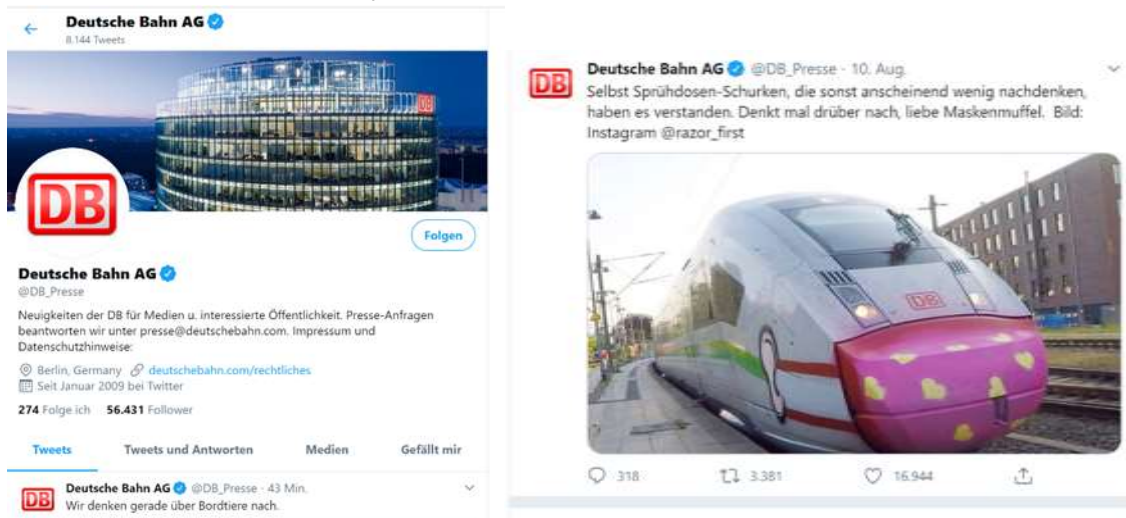 Deutsche Bahn AG
8.144 Tweets
DB
DB
Folgen
Deutsche Bahn AG
@DB_Presse
Neuigkeiten der DB für Medien u. interessierte Öffentlichkeit. Presse-Anfragen
beantworten wir unter presse@deutschebahn.com. Impressum und
Datenschutzhinweise:
Berlin, Germany deutschebahn.com/rechtliches
Seit Januar 2009 bei Twitter
274 Folge ich 56.431 Follower
Tweets Tweets und Antworten Medien Gefällt mir
DB
Deutsche Bahn AG @DB_Presse · 43 Min.
Wir denken gerade über Bordtiere nach.
DB
Deutsche Bahn AG @DB_Presse · 10. Aug.
Selbst Sprühdosen-Schurken, die sonst anscheinend wenig nachdenken,
haben es verstanden. Denkt mal drüber nach, liebe Maskenmuffel. Bild:
Instagram @razor_first
DB
318 3.381 16.944